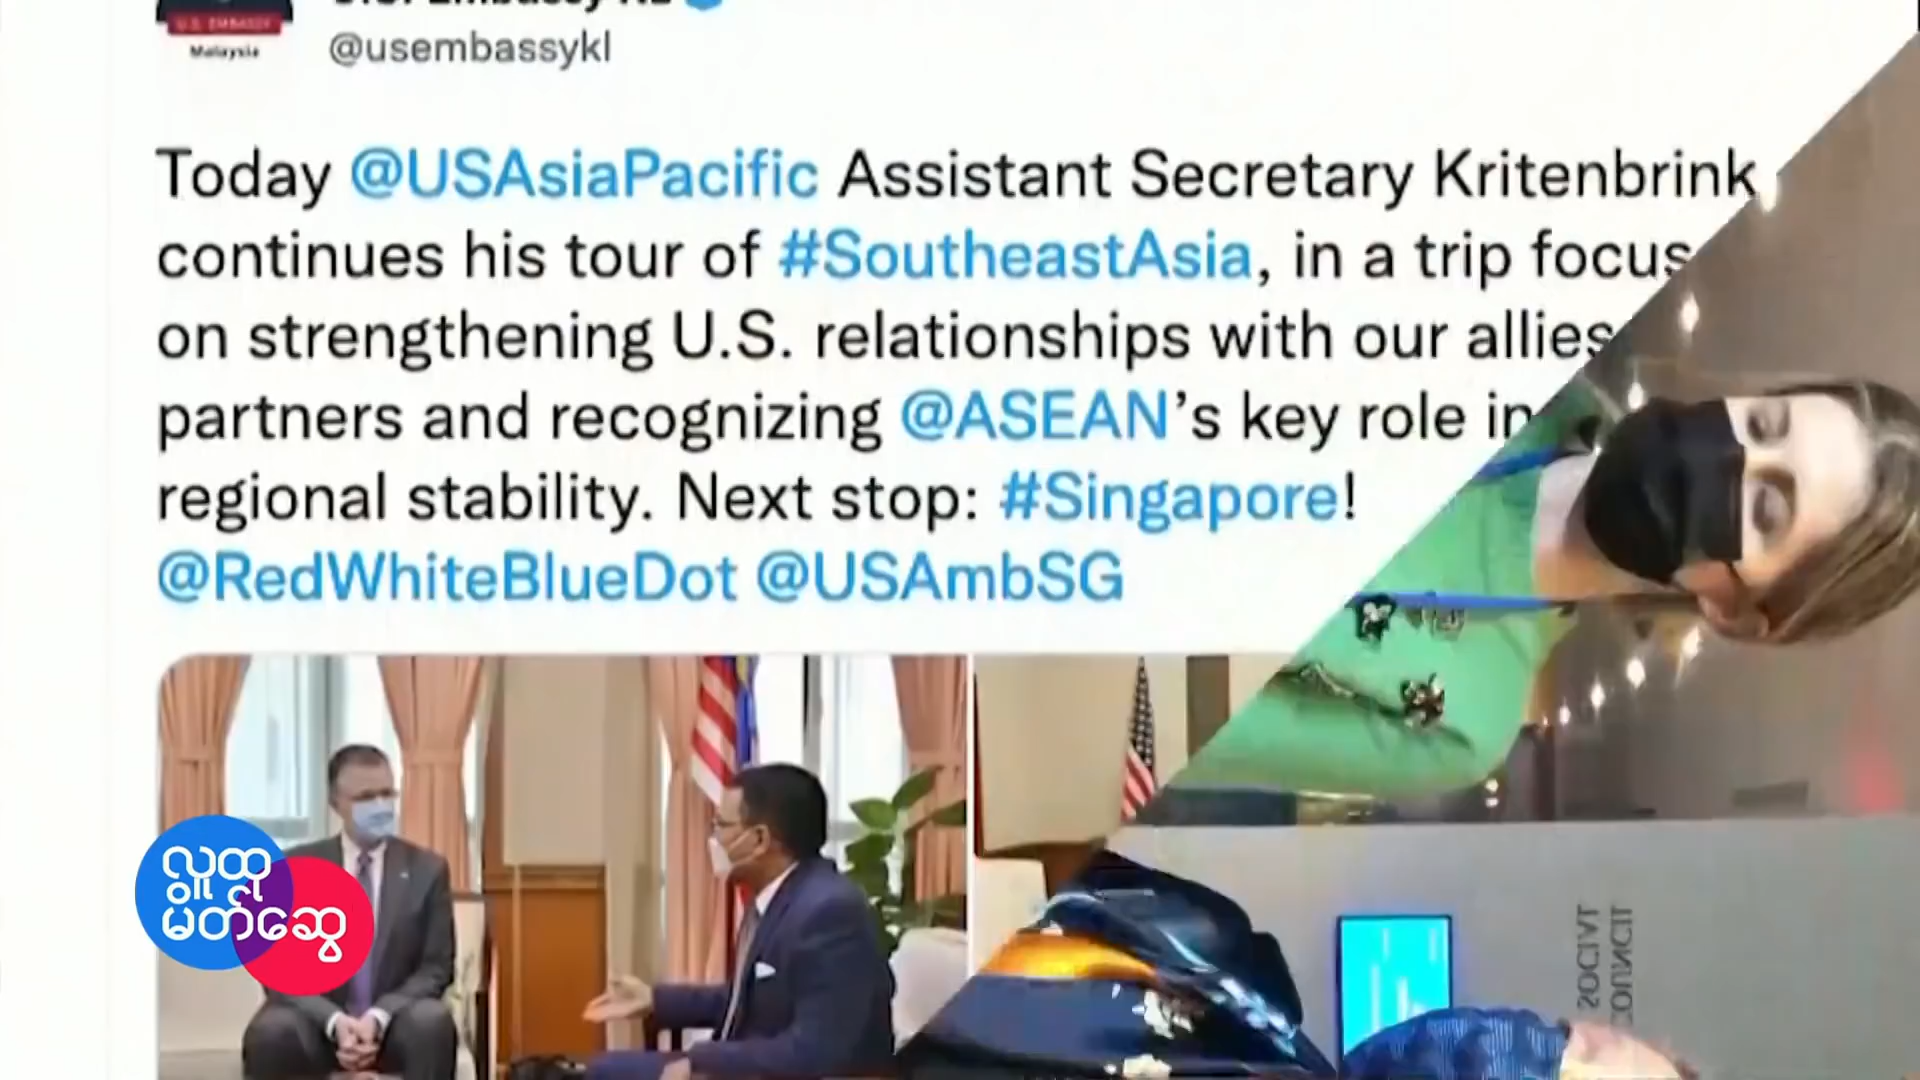 U.S. EMBASSY
Malaysia
@usembassykl
Today @USAsiaPacific Assistant Secretary Kritenbrink
continues his tour of #SoutheastAsia, in a trip focus
on strengthening U.S. relationships with our allies
partners and recognizing @ASEAN’s key role in
regional stability. Next stop: #Singapore!
@RedWhiteBlueDot @USAmbSG
လွှထု
မတ်ဆွေ